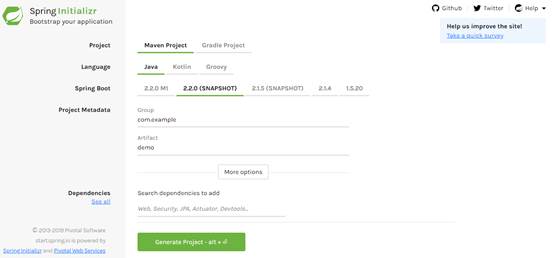 Spring Initializr
Bootstrap your application
Github
Twitter
Help
Help us improve the site!
Take a quick survey
Project
Maven Project
Gradle Project
Language
Java
Kotlin
Groovy
Spring Boot
2.2.0 M1
2.2.0 (SNAPSHOT)
2.1.5 (SNAPSHOT)
2.1.4
1.5.20
Project Metadata
Group
com.example
Artifact
demo
More options
Dependencies
See all
Search dependencies to add
Web, Security, JPA, Actuator, Devtools...
© 2013-2019 Pivotal Software
start.spring.io is powered by
Spring Initializr and Pivotal Web Services
Generate Project - alt + ⏎